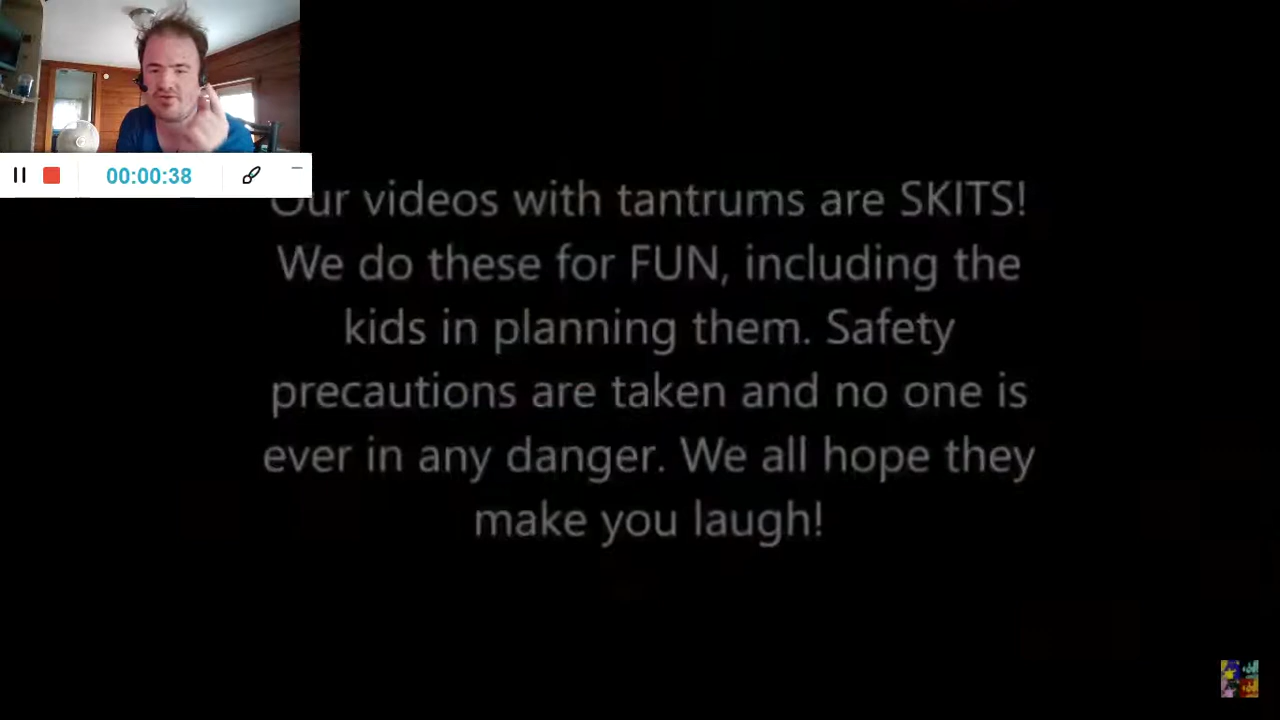 00:00:38
Our videos with tantrums are SKITS!
We do these for FUN, including the
kids in planning them. Safety
precautions are taken and no one is
ever in any danger. We all hope they
make you laugh!